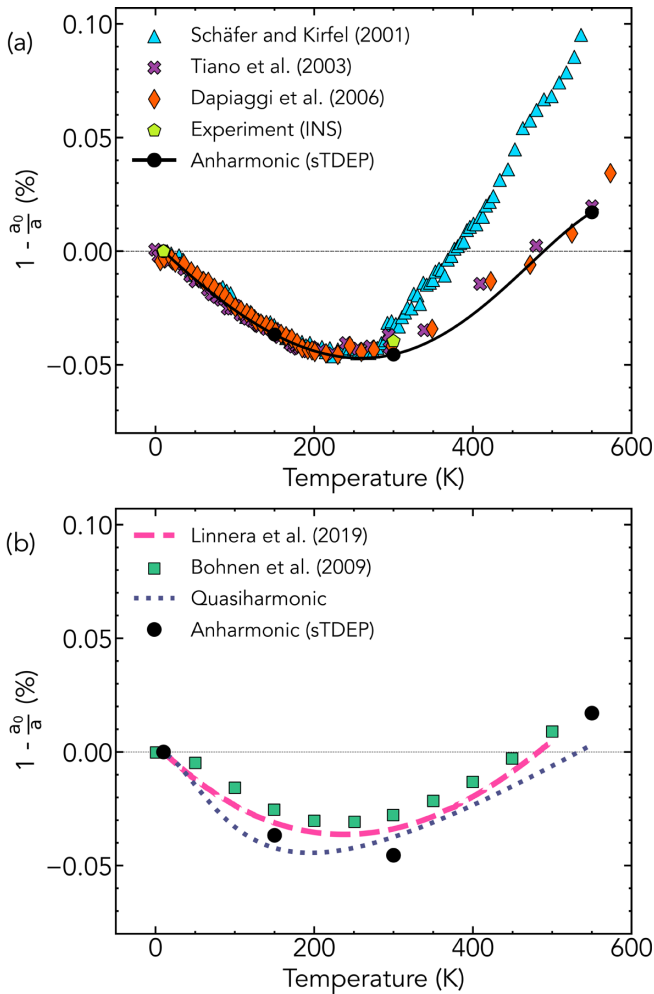 (a)
0.10
0.05
0.00
−0.05
1 - a₀/a (%)
Schäfer and Kirfel (2001)
Tiano et al. (2003)
Dapiaggi et al. (2006)
Experiment (INS)
Anharmonic (sTDEP)
0 200 400 600
Temperature (K)
(b)
0.10
0.05
0.00
−0.05
1 - a₀/a (%)
Linnera et al. (2019)
Bohnen et al. (2009)
Quasiharmonic
Anharmonic (sTDEP)
0 200 400 600
Temperature (K)